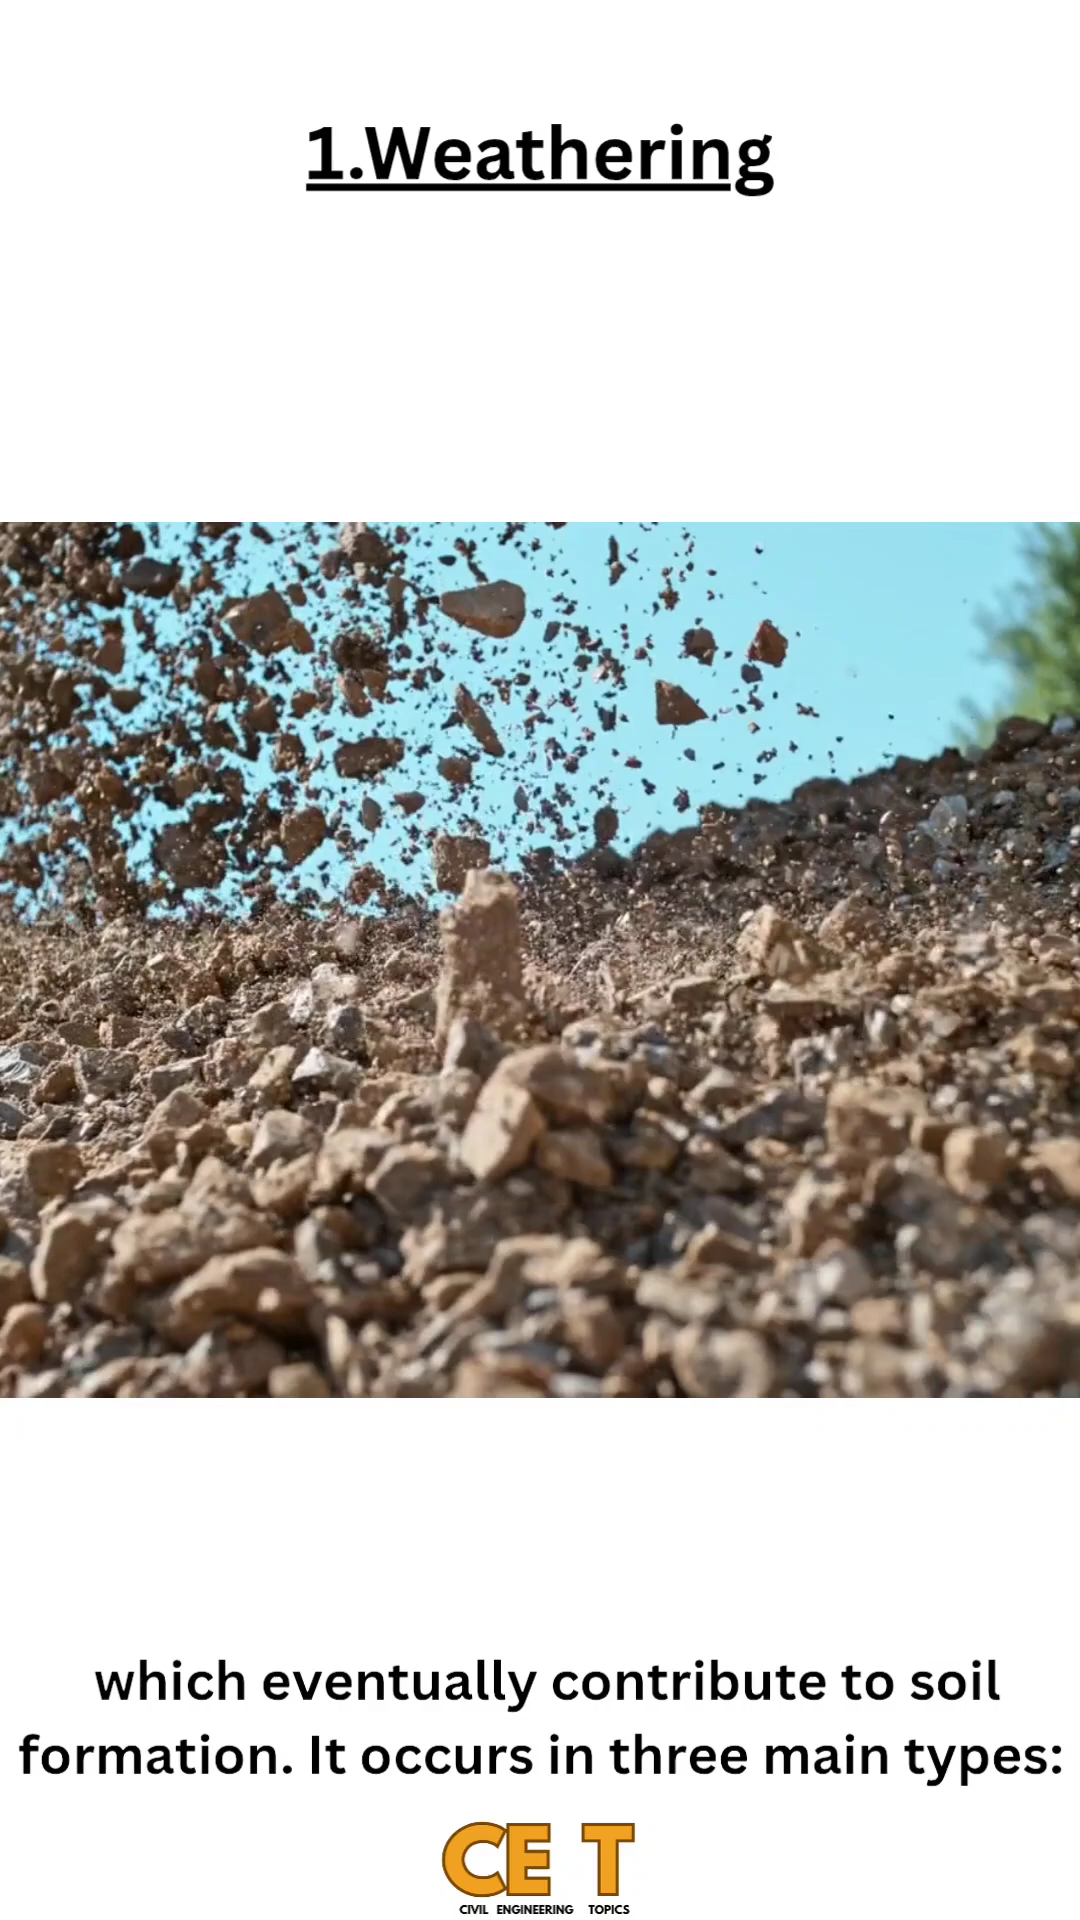 1.Weathering
which eventually contribute to soil
formation. It occurs in three main types:
CE T
CIVIL ENGINEERING TOPICS